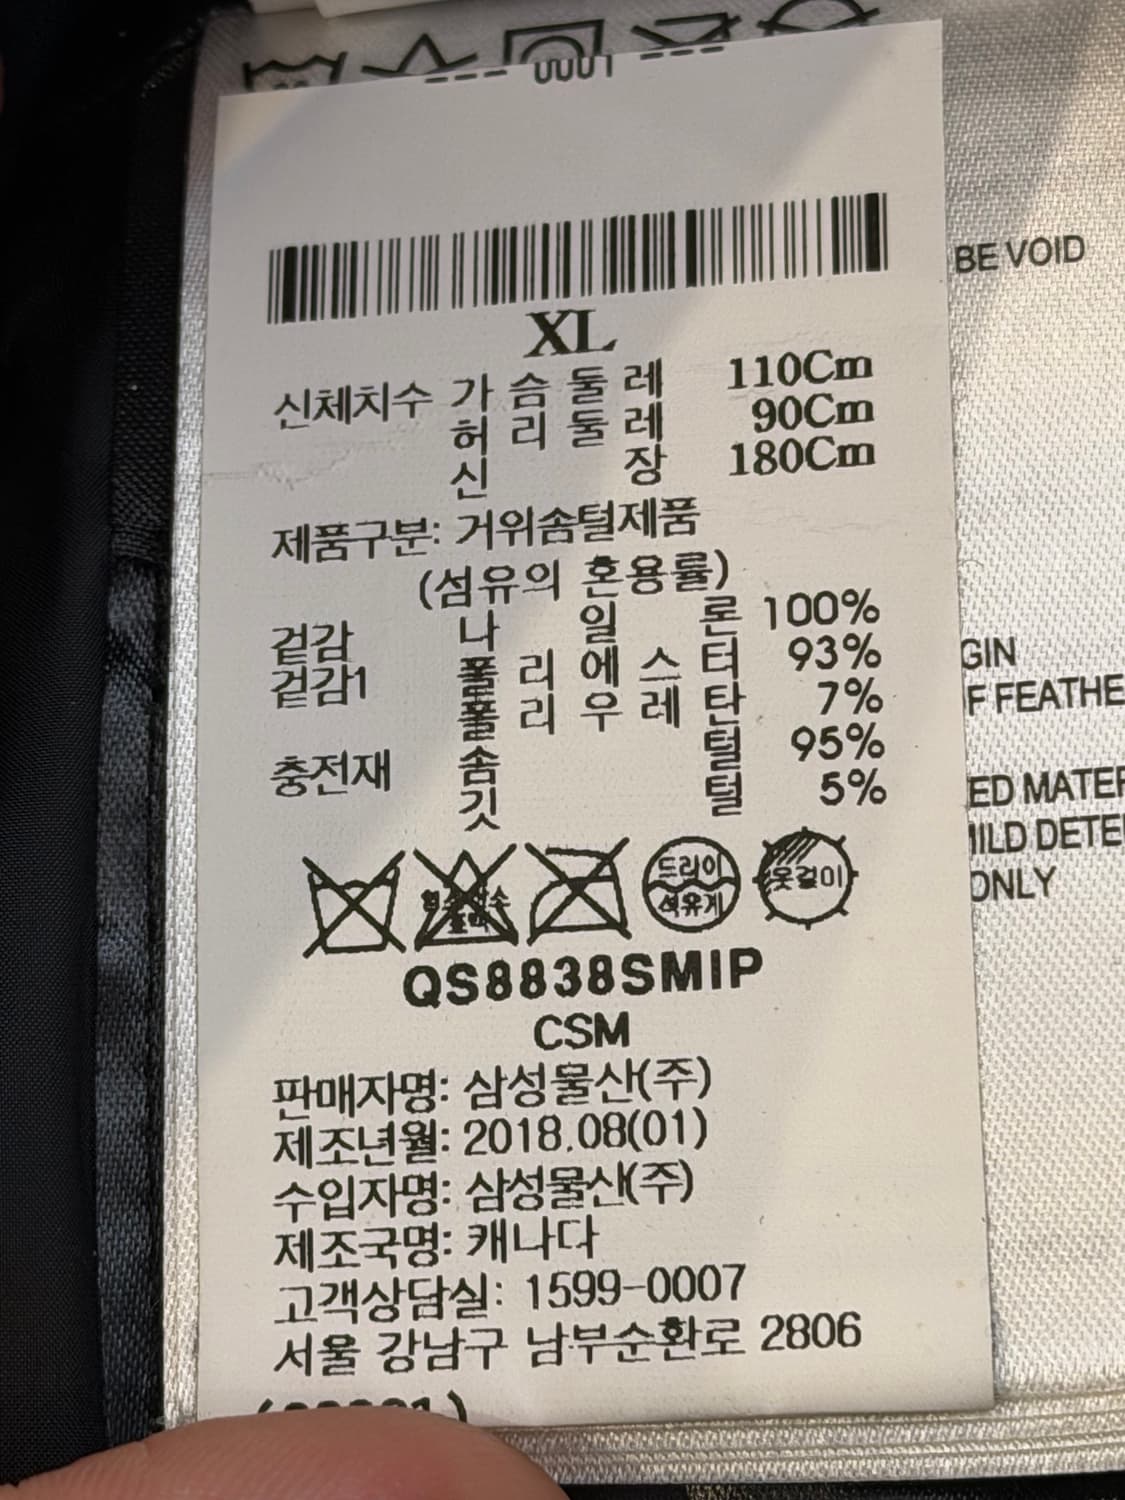 0001
BE VOID
XL
신체치수 가 슴 둘 레 110Cm
허 리 둘 레 90Cm
신 장 180Cm
제품구분: 거위솜털제품
(섬유의 혼용률)
겉감 나 일 론 100%
겉감1 폴 리 에 스 터 93%
폴 리 우 레 탄 7%
충전재 솜 털 95%
깃 털 5%
GIN
F FEATHE
ED MATER
MILD DETE
ONLY
드라이
석유계
옷걸이
QS8838SMIP
CSM
판매자명: 삼성물산(주)
제조년월: 2018.08(01)
수입자명: 삼성물산(주)
제조국명: 캐나다
고객상담실: 1599-0007
서울 강남구 남부순환로 2806